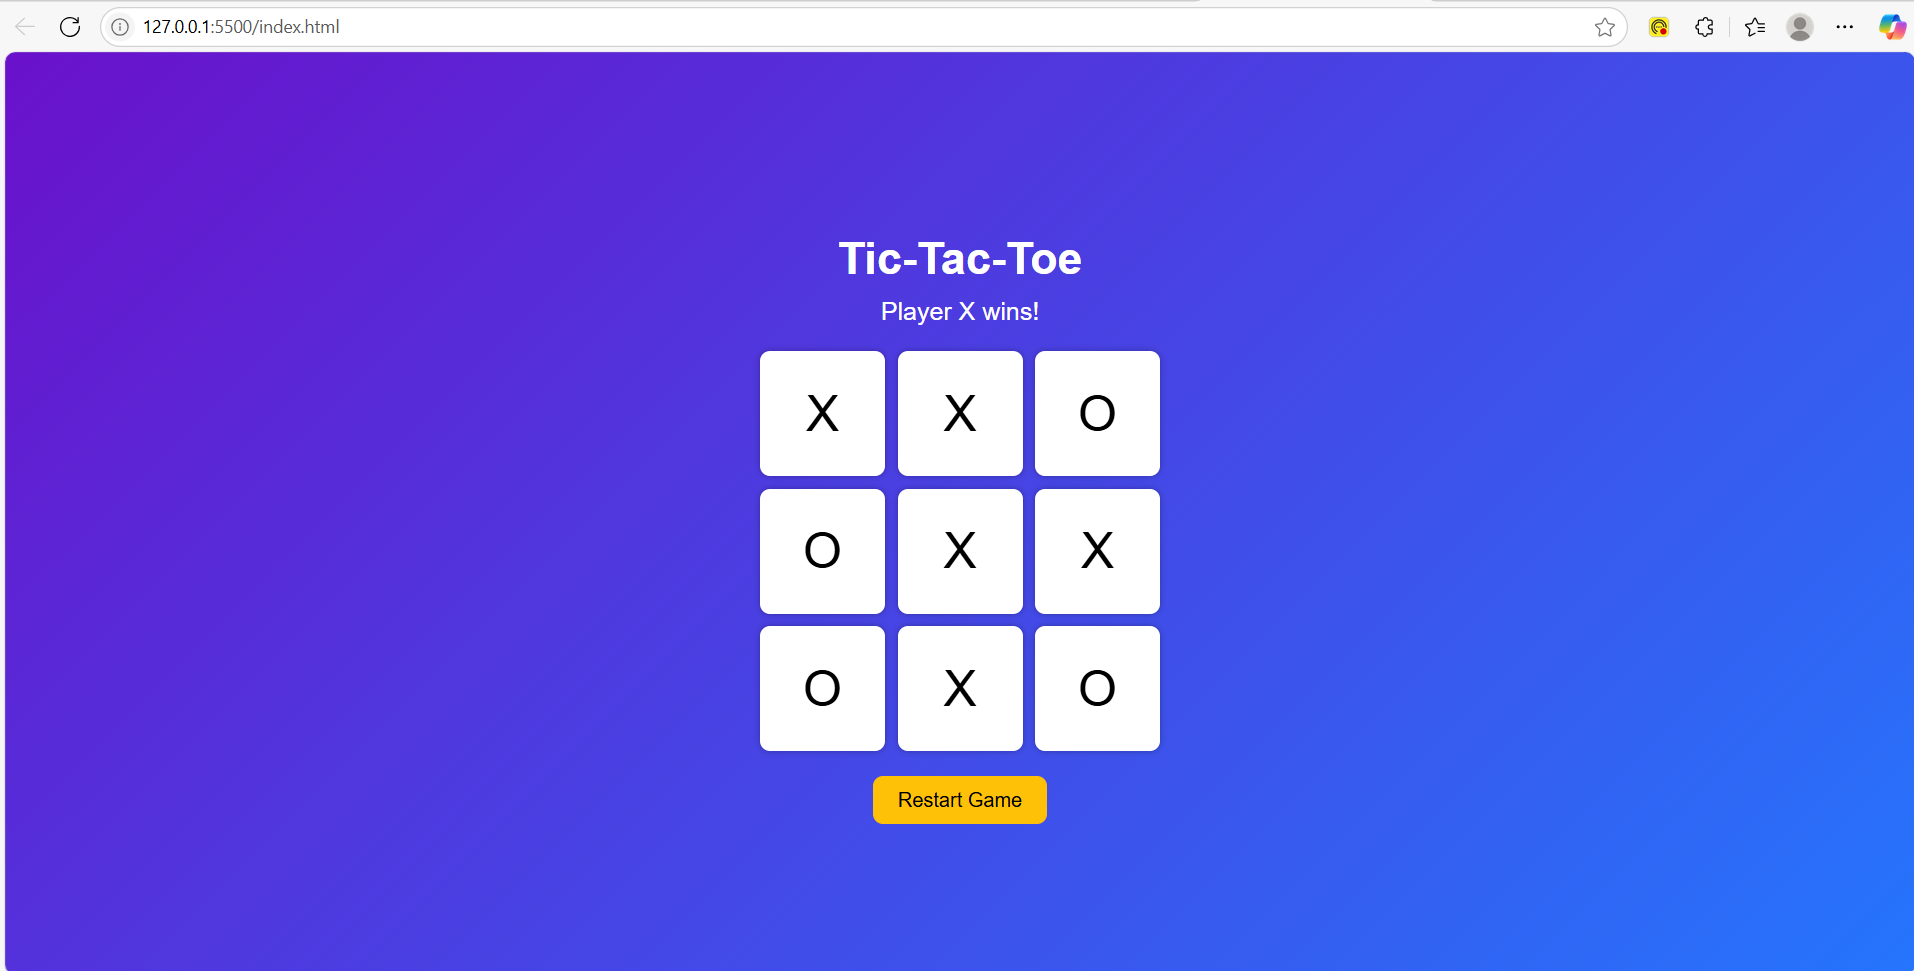 127.0.0.1:5500/index.html
Tic-Tac-Toe
Player X wins!
X X O
O X X
O X O
Restart Game